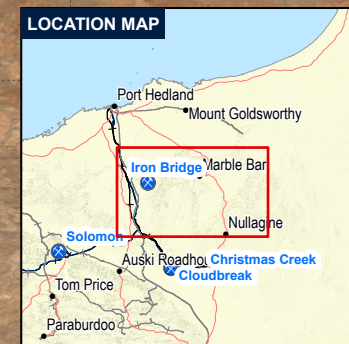 LOCATION MAP
Port Hedland
Mount Goldsworthy
Marble Bar
Iron Bridge
Nullagine
Solomon
Auski Roadhou
Christmas Creek
Cloudbreak
Tom Price
Paraburdoo